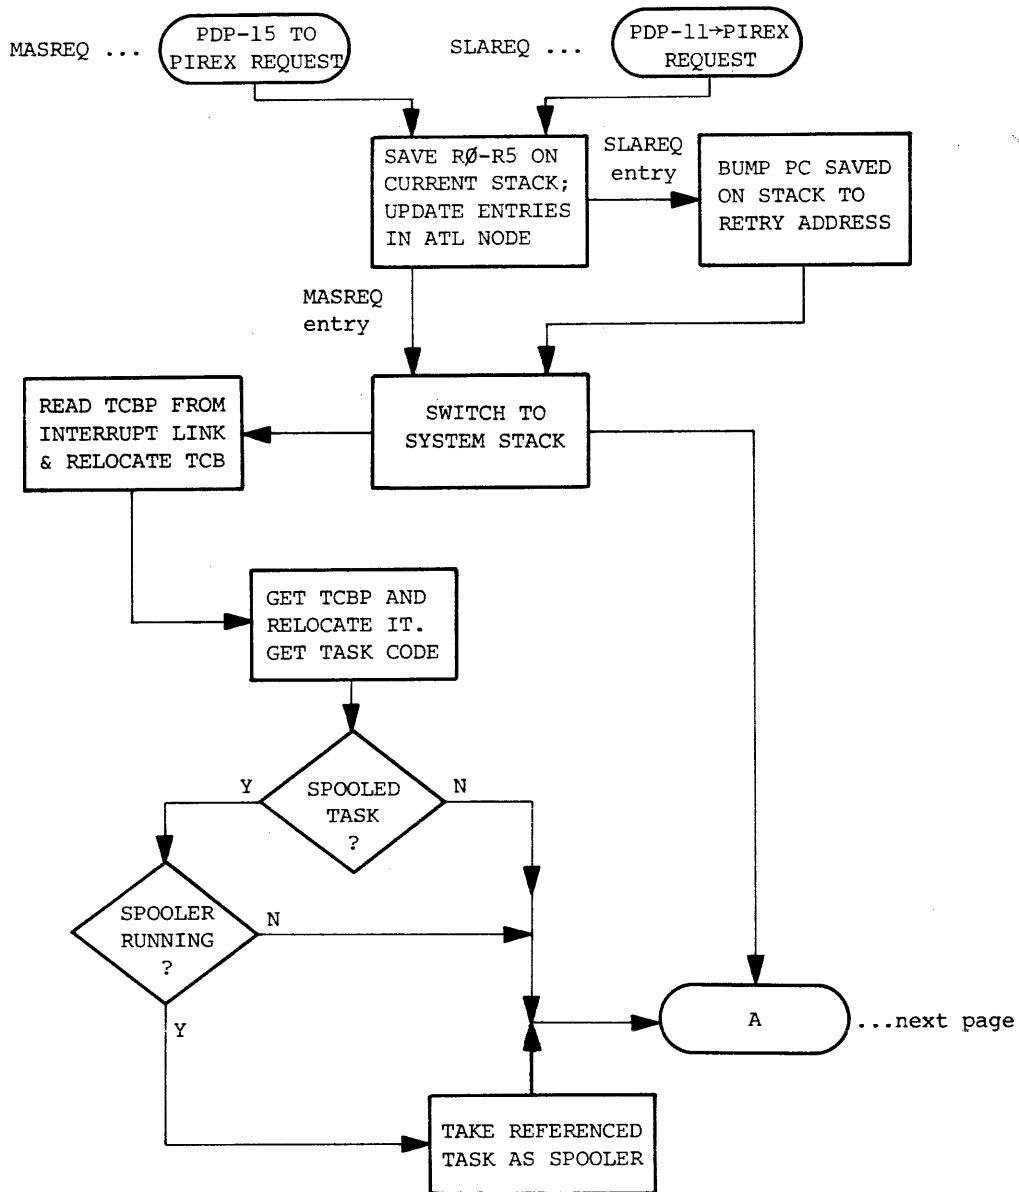 MASREQ ...
PDP-15 TO
PIREX REQUEST
SLAREQ ...
PDP-11→PIREX
REQUEST
SAVE RØ-R5 ON
CURRENT STACK;
UPDATE ENTRIES
IN ATL NODE
SLAREQ
entry
BUMP PC SAVED
ON STACK TO
RETRY ADDRESS
MASREQ
entry
READ TCBP FROM
INTERRUPT LINK
& RELOCATE TCB
SWITCH TO
SYSTEM STACK
GET TCBP AND
RELOCATE IT.
GET TASK CODE
Y
SPOOLED
TASK
?
N
SPOOLER
RUNNING
?
N
Y
A
...next page
TAKE REFERENCED
TASK AS SPOOLER